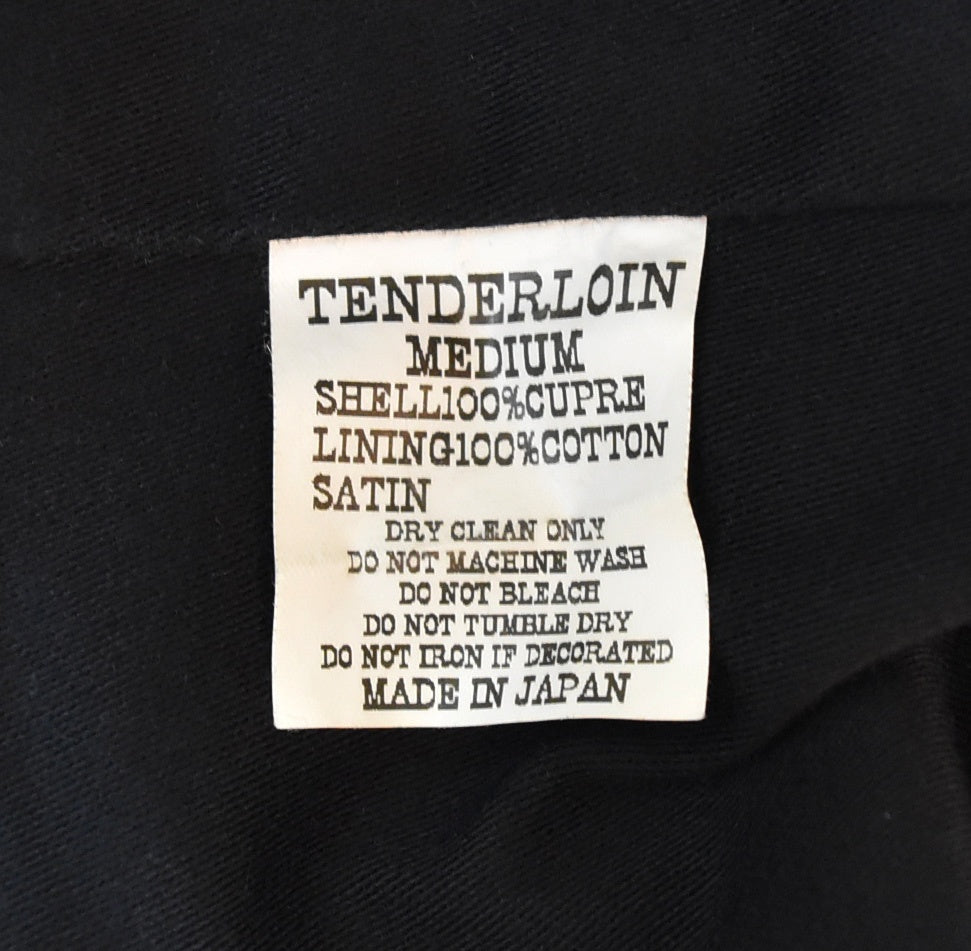 TENDERLOIN
MEDIUM
SHELL100%CUPRE
LINING100%COTTON
SATIN
DRY CLEAN ONLY
DO NOT MACHINE WASH
DO NOT BLEACH
DO NOT TUMBLE DRY
DO NOT IRON IF DECORATED
MADE IN JAPAN